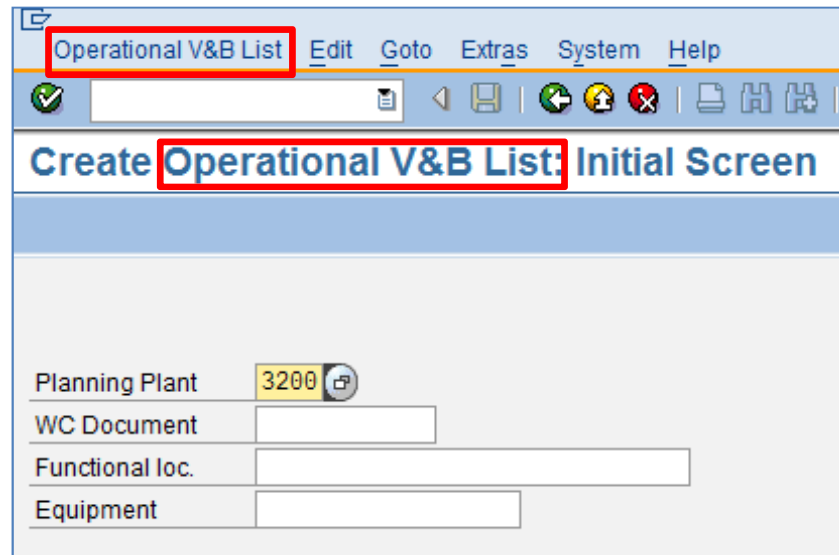 Operational V&B List Edit Goto Extras System Help
Create Operational V&B List: Initial Screen
Planning Plant 3200
WC Document
Functional loc.
Equipment